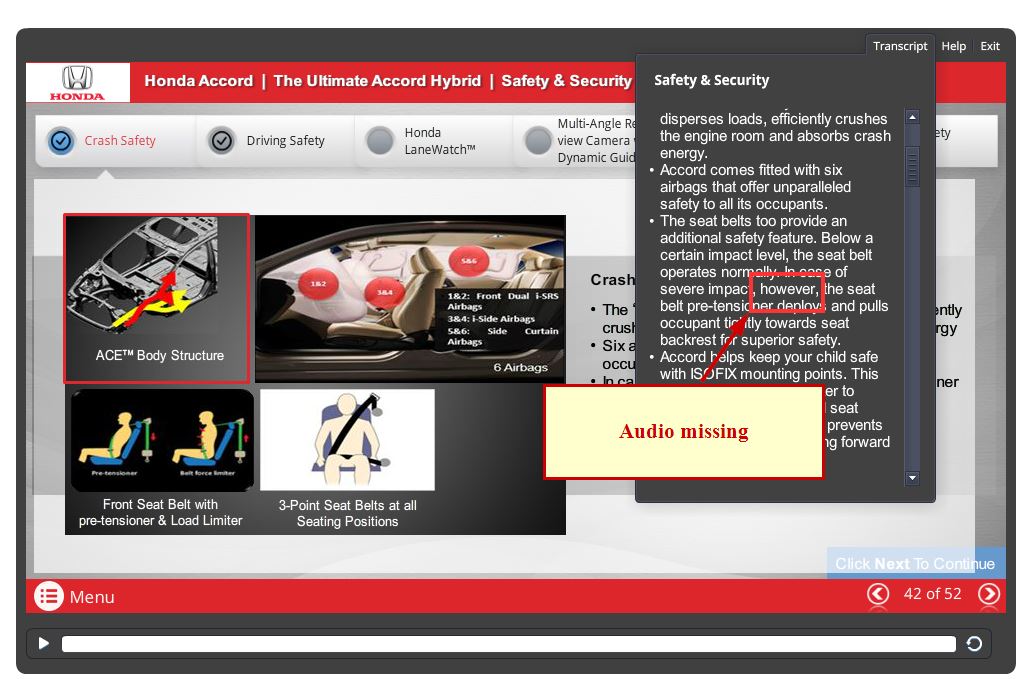 Transcript Help Exit
HONDA
Honda Accord | The Ultimate Accord Hybrid | Safety & Security
Safety & Security
Crash Safety
Driving Safety
Honda
LaneWatch™
Multi-Angle Re
view Camera
Dynamic Guid
ety
disperses loads, efficiently crushes
the engine room and absorbs crash
energy.
• Accord comes fitted with six
airbags that offer unparalleled
safety to all its occupants.
• The seat belts too provide an
additional safety feature. Below a
certain impact level, the seat belt
operates normally. In case of
severe impact, however, the seat
belt pre-tensioner deploys and pulls
occupant tightly towards seat
backrest for superior safety.
• Accord helps keep your child safe
with ISOFIX mounting points. This
er to
seat
prevents
ng forward
ACE™ Body Structure
1&2
3&4
5&6
1&2: Front Dual i-SRS
Airbags
3&4: i-Side Airbags
5&6: Side Curtain
Airbags
6 Airbags
Crash
• The
crus
• Six a
occu
• In ca
ently
rgy
ner
Audio missing
Pre-tensioner
Belt force limiter
Front Seat Belt with
pre-tensioner & Load Limiter
3-Point Seat Belts at all
Seating Positions
Click Next To Continue
Menu
42 of 52